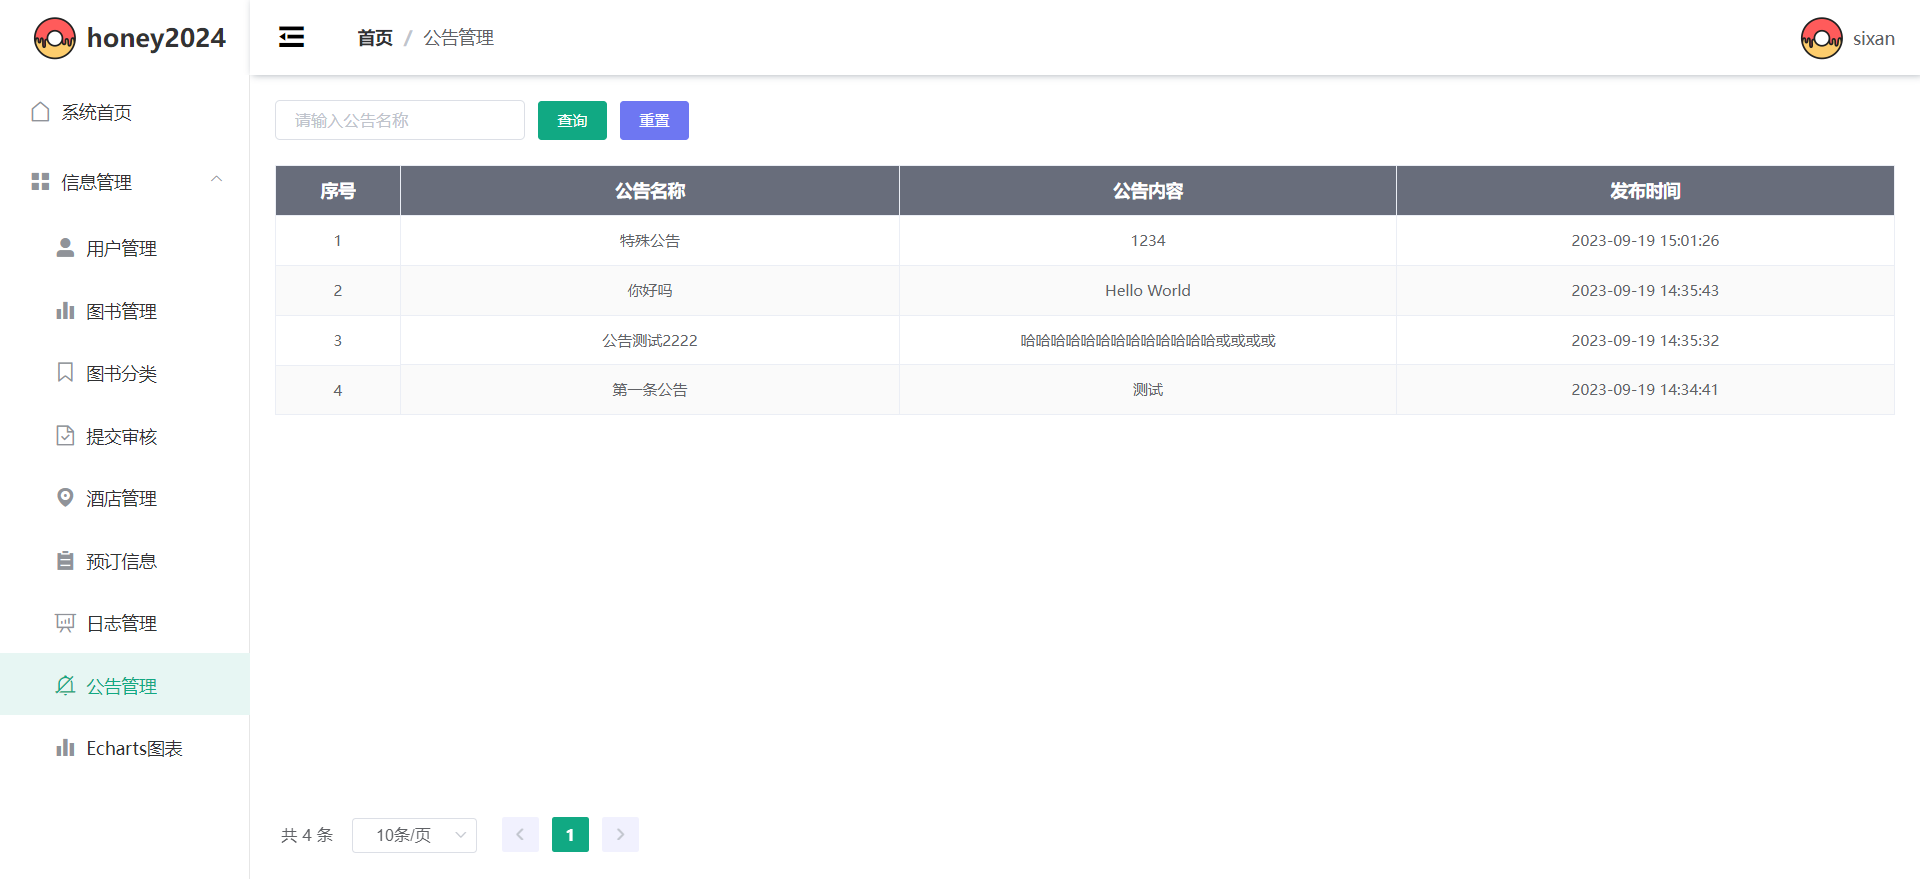 honey2024
首页 / 公告管理
sixan
系统首页
信息管理
用户管理
图书管理
图书分类
提交审核
酒店管理
预订信息
日志管理
公告管理
Echarts图表
请输入公告名称 查询 重置
序号 公告名称 公告内容 发布时间
1 特殊公告 1234 2023-09-19 15:01:26
2 你好吗 Hello World 2023-09-19 14:35:43
3 公告测试2222 哈哈哈哈哈哈哈哈哈哈哈哈哈或或或或 2023-09-19 14:35:32
4 第一条公告 测试 2023-09-19 14:34:41
共 4 条 10条/页 1